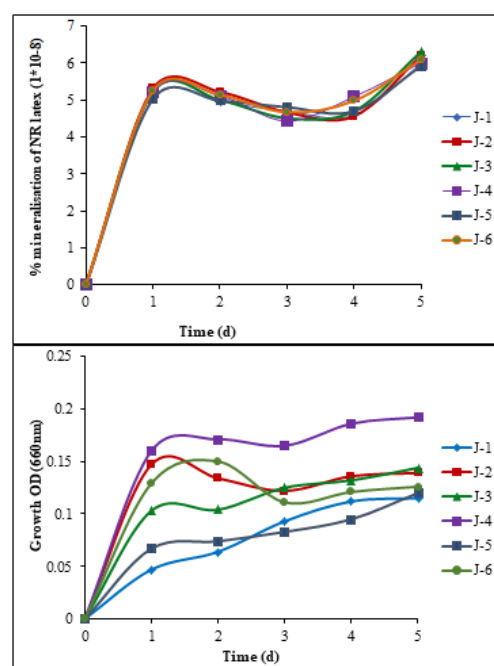 % mineralisation of NR latex (1*10-8)
7
6
5
4
3
2
1
0
0 1 2 3 4 5
Time (d)
J-1
J-2
J-3
J-4
J-5
J-6
Growth OD(660nm)
0.25
0.2
0.15
0.1
0.05
0
0 1 2 3 4 5
Time (d)
J-1
J-2
J-3
J-4
J-5
J-6